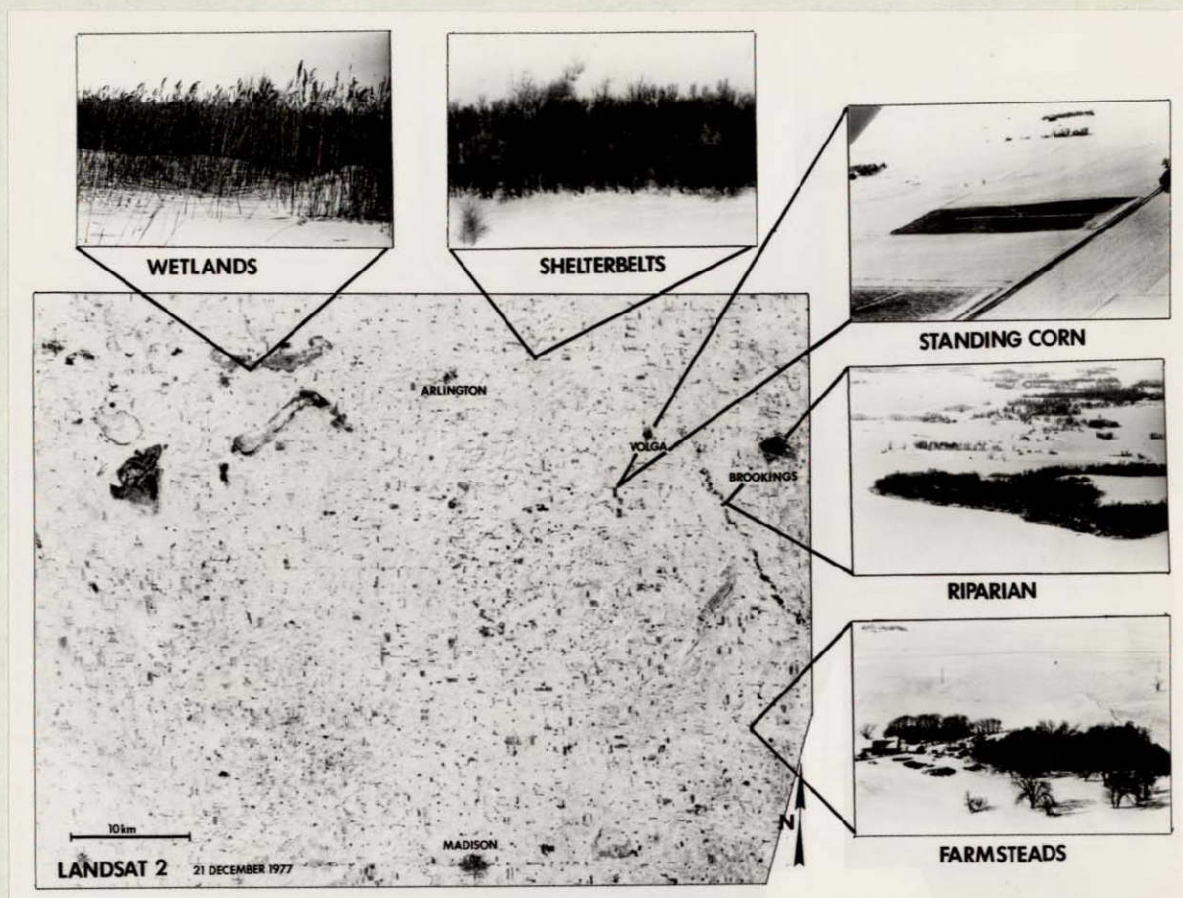 WETLANDS
SHELTERBELTS
STANDING CORN
ARLINGTON
VOLGA
BROOKINGS
RIPARIAN
10km
MADISON
N
LANDSAT 2 21 DECEMBER 1977
FARMSTEADS